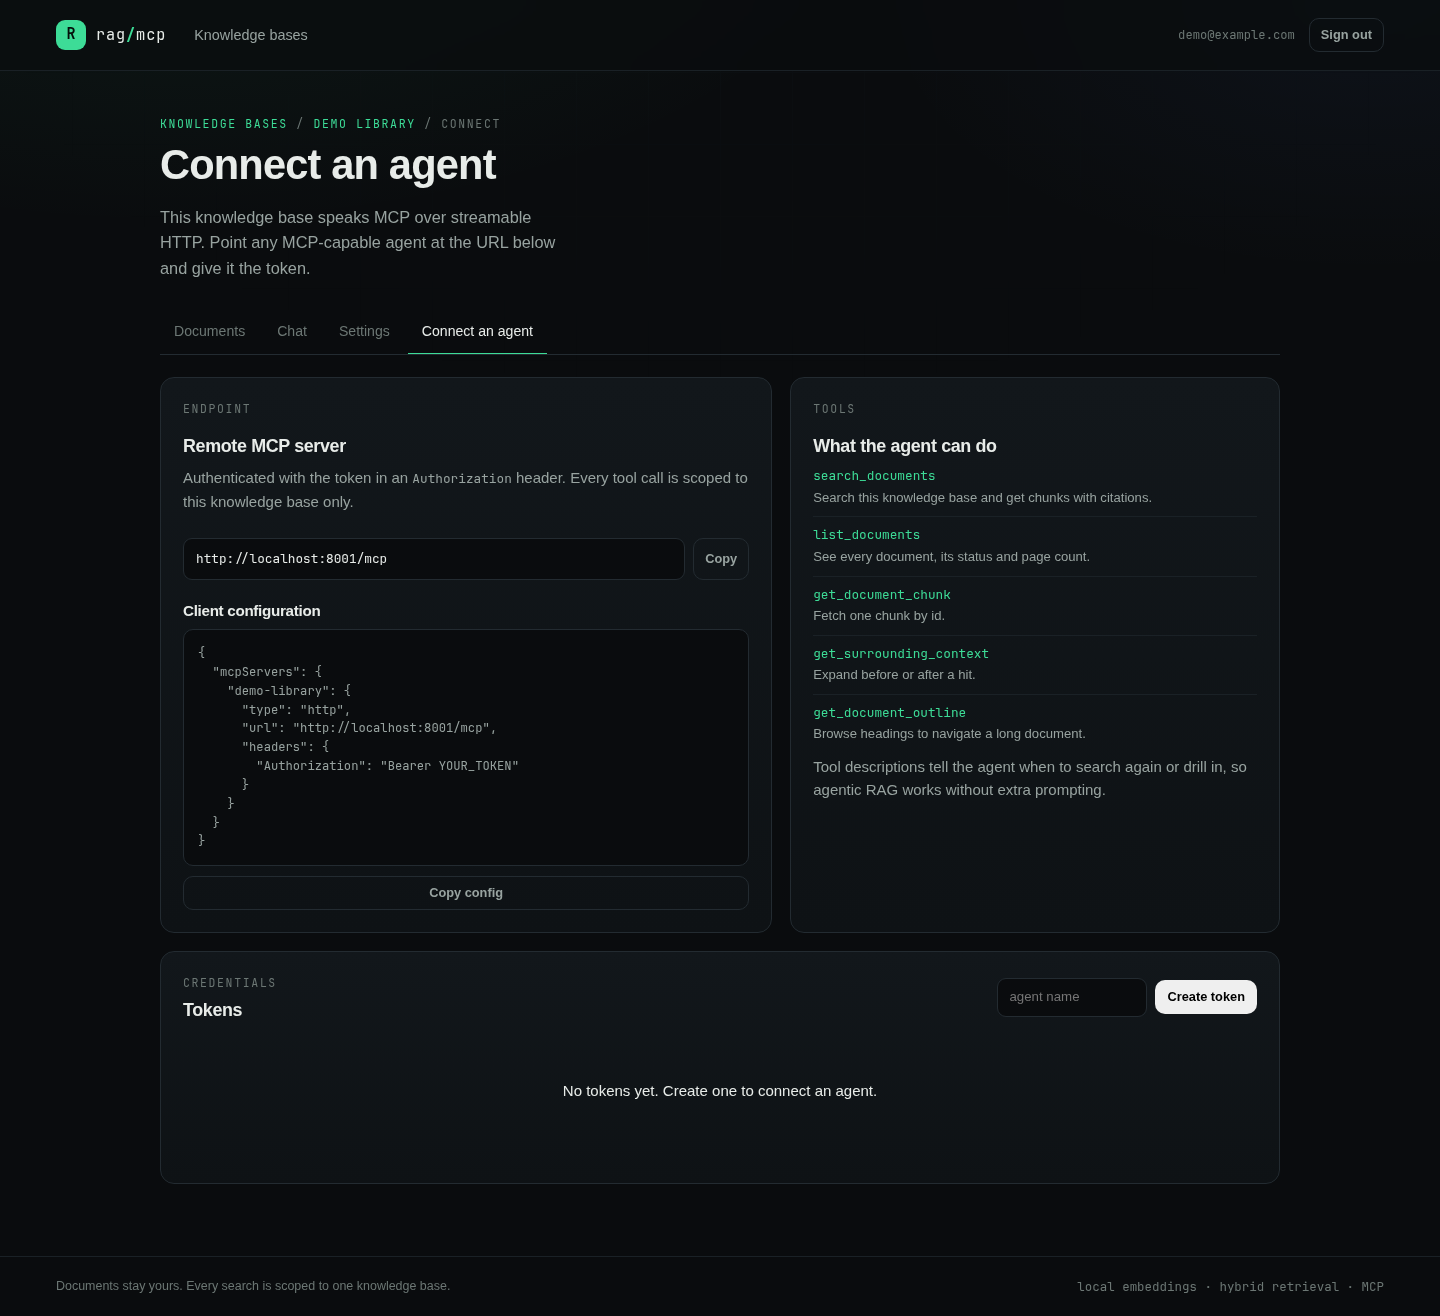 R rag/mcp Knowledge bases demo@example.com Sign out
KNOWLEDGE BASES / DEMO LIBRARY / CONNECT
Connect an agent
This knowledge base speaks MCP over streamable
HTTP. Point any MCP-capable agent at the URL below
and give it the token.
Documents Chat Settings Connect an agent
ENDPOINT
Remote MCP server
Authenticated with the token in an Authorization header. Every tool call is scoped to
this knowledge base only.
http://localhost:8001/mcp Copy
Client configuration
{
  "mcpServers": {
    "demo-library": {
      "type": "http",
      "url": "http://localhost:8001/mcp",
      "headers": {
        "Authorization": "Bearer YOUR_TOKEN"
      }
    }
  }
}
Copy config
TOOLS
What the agent can do
search_documents
Search this knowledge base and get chunks with citations.
list_documents
See every document, its status and page count.
get_document_chunk
Fetch one chunk by id.
get_surrounding_context
Expand before or after a hit.
get_document_outline
Browse headings to navigate a long document.
Tool descriptions tell the agent when to search again or drill in, so
agentic RAG works without extra prompting.
CREDENTIALS
Tokens
agent name Create token
No tokens yet. Create one to connect an agent.
Documents stay yours. Every search is scoped to one knowledge base.
local embeddings · hybrid retrieval · MCP